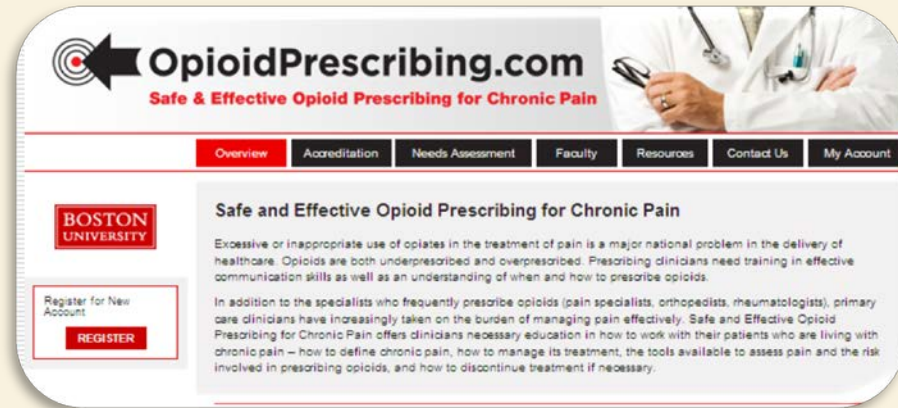 OpioidPrescribing.com
Safe & Effective Opioid Prescribing for Chronic Pain
Overview Accreditation Needs Assessment Faculty Resources Contact Us My Account
BOSTON
UNIVERSITY
Register for New
Account
REGISTER
Safe and Effective Opioid Prescribing for Chronic Pain
Excessive or inappropriate use of opiates in the treatment of pain is a major national problem in the delivery of
healthcare. Opioids are both underprescribed and overprescribed. Prescribing clinicians need training in effective
communication skills as well as an understanding of when and how to prescribe opioids.
In addition to the specialists who frequently prescribe opioids (pain specialists, orthopedists, rheumatologists), primary
care clinicians have increasingly taken on the burden of managing pain effectively. Safe and Effective Opioid
Prescribing for Chronic Pain offers clinicians necessary education in how to work with their patients who are living with
chronic pain – how to define chronic pain, how to manage its treatment, the tools available to assess pain and the risk
involved in prescribing opioids, and how to discontinue treatment if necessary.